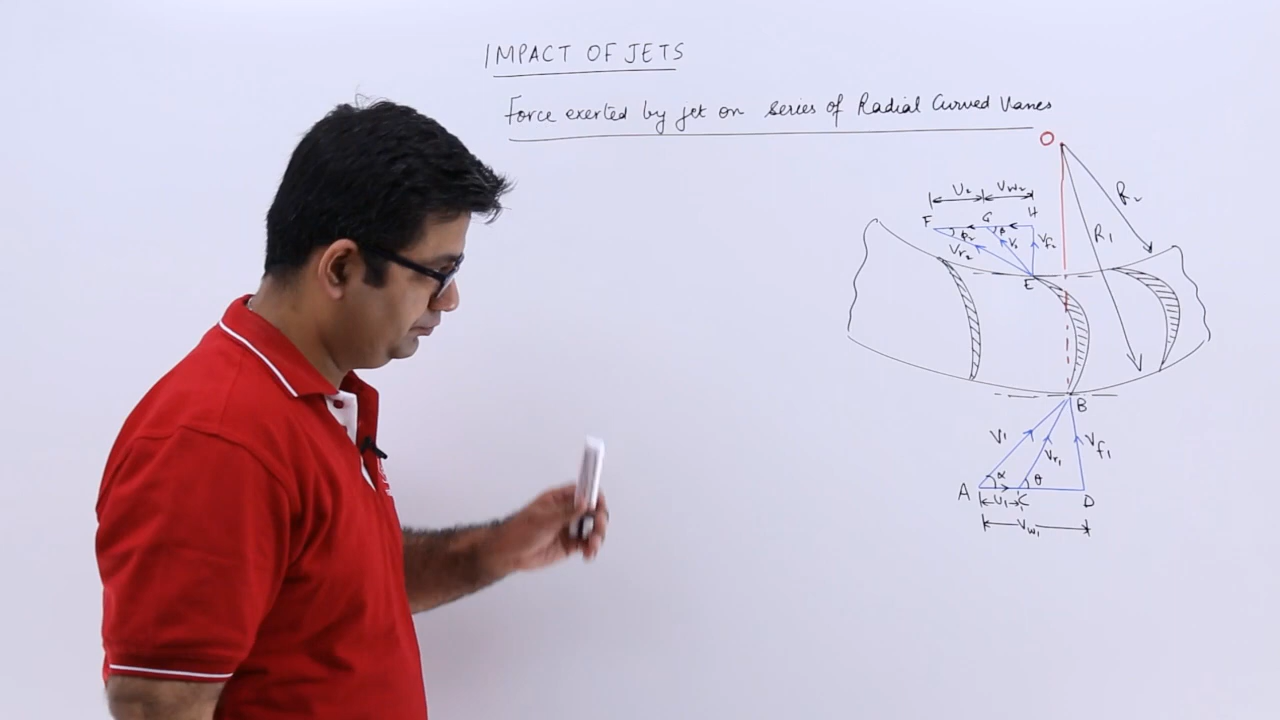 IMPACT OF JETS
Force exerted by jet on series of Radial Curved Vanes
O
R₂
R₁
U₂ Vw₂
F G H
φ₂ β
Vr₂ V₂ Vf₂
E
B
V₁ Vr₁ Vf₁
α θ
A C D
U₁
Vw₁